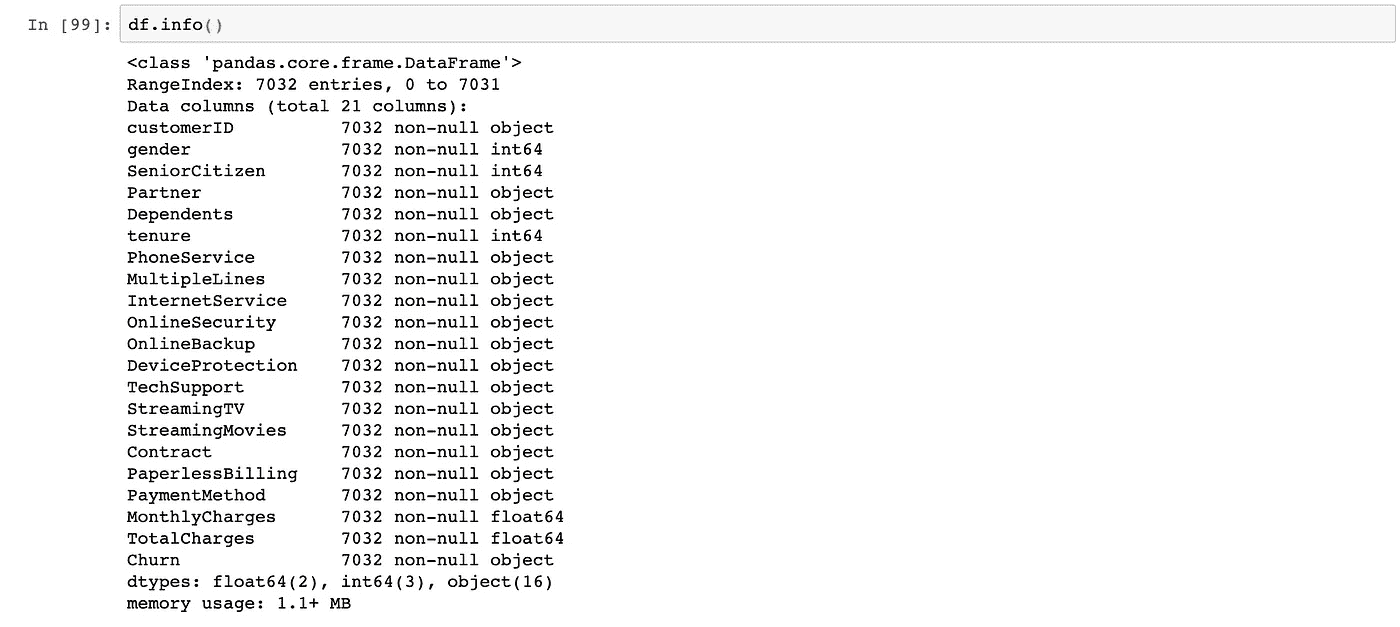 In [99]: df.info()
<class 'pandas.core.frame.DataFrame'>
RangeIndex: 7032 entries, 0 to 7031
Data columns (total 21 columns):
customerID          7032 non-null object
gender              7032 non-null int64
SeniorCitizen       7032 non-null int64
Partner             7032 non-null object
Dependents          7032 non-null object
tenure              7032 non-null int64
PhoneService        7032 non-null object
MultipleLines       7032 non-null object
InternetService     7032 non-null object
OnlineSecurity      7032 non-null object
OnlineBackup        7032 non-null object
DeviceProtection    7032 non-null object
TechSupport         7032 non-null object
StreamingTV         7032 non-null object
StreamingMovies     7032 non-null object
Contract            7032 non-null object
PaperlessBilling    7032 non-null object
PaymentMethod       7032 non-null object
MonthlyCharges      7032 non-null float64
TotalCharges        7032 non-null float64
Churn               7032 non-null object
dtypes: float64(2), int64(3), object(16)
memory usage: 1.1+ MB